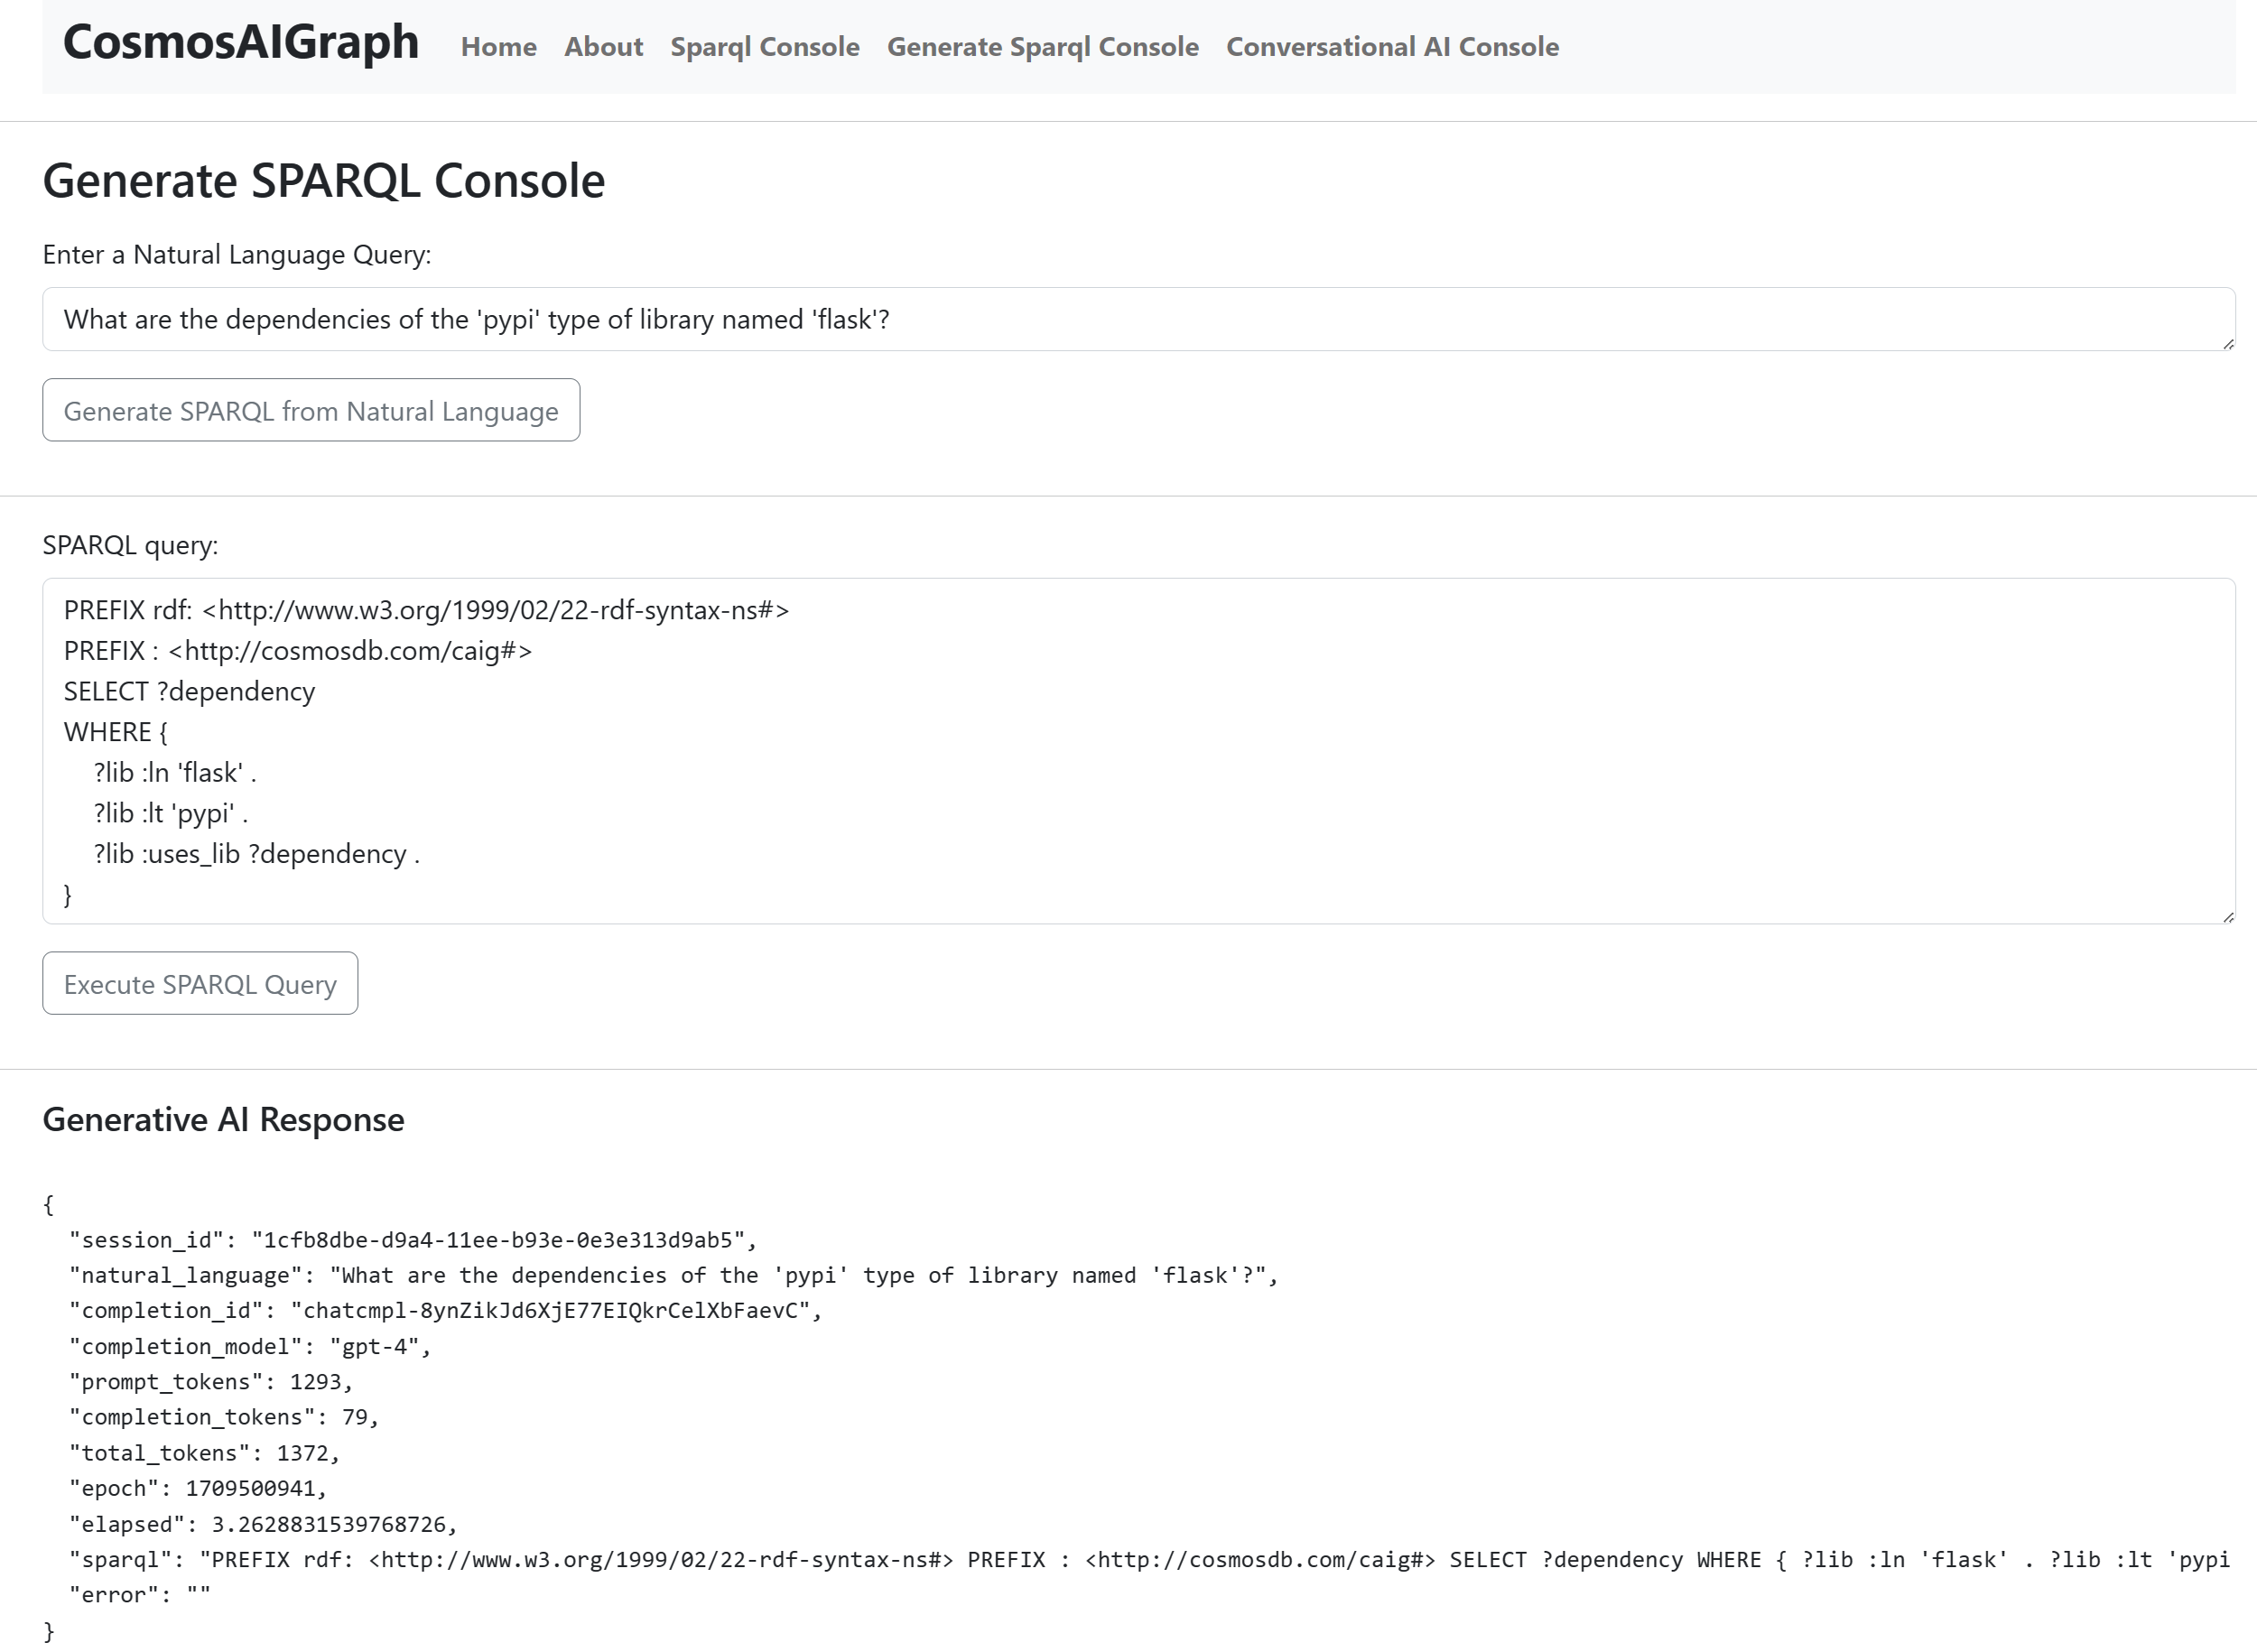 CosmosAIGraph Home About Sparql Console Generate Sparql Console Conversational AI Console
Generate SPARQL Console
Enter a Natural Language Query:
What are the dependencies of the 'pypi' type of library named 'flask'?
Generate SPARQL from Natural Language
SPARQL query:
PREFIX rdf: <http://www.w3.org/1999/02/22-rdf-syntax-ns#>
PREFIX : <http://cosmosdb.com/caig#>
SELECT ?dependency
WHERE {
?lib :ln 'flask' .
?lib :lt 'pypi' .
?lib :uses_lib ?dependency .
}
Execute SPARQL Query
Generative AI Response
{
"session_id": "1cfb8dbe-d9a4-11ee-b93e-0e3e313d9ab5",
"natural_language": "What are the dependencies of the 'pypi' type of library named 'flask'?",
"completion_id": "chatcmpl-8ynZikJd6XjE77EIQkrCelXbFaevC",
"completion_model": "gpt-4",
"prompt_tokens": 1293,
"completion_tokens": 79,
"total_tokens": 1372,
"epoch": 1709500941,
"elapsed": 3.2628831539768726,
"sparql": "PREFIX rdf: <http://www.w3.org/1999/02/22-rdf-syntax-ns#> PREFIX : <http://cosmosdb.com/caig#> SELECT ?dependency WHERE { ?lib :ln 'flask' . ?lib :lt 'pypi
"error": ""
}